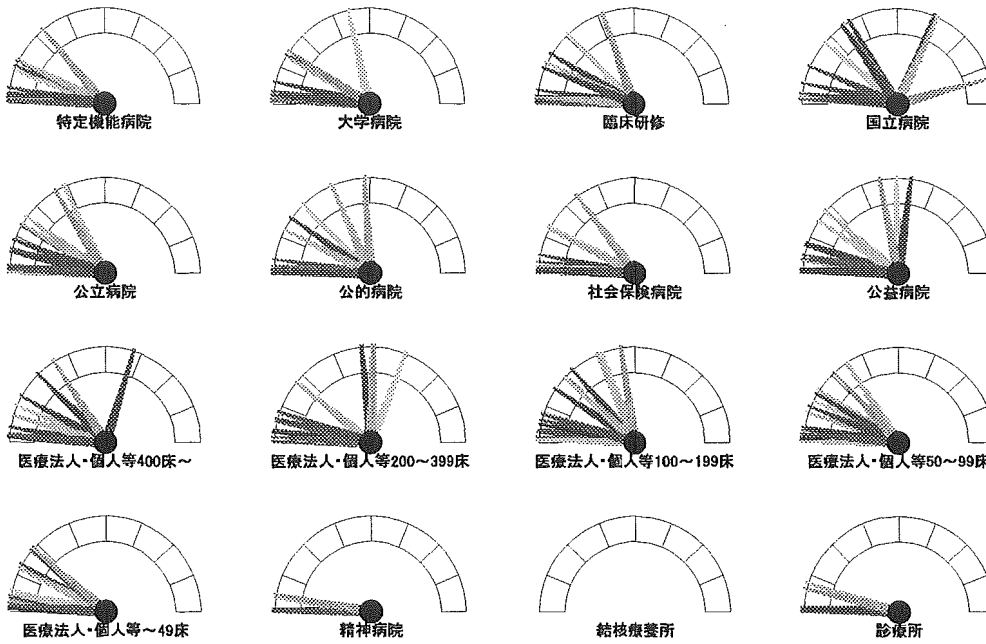 特定機能病院
大学病院
臨床研修
国立病院
公立病院
公的病院
社会保険病院
公益病院
医療法人・個人等400床～
医療法人・個人等200～399床
医療法人・個人等100～199床
医療法人・個人等50～99床
医療法人・個人等～49床
精神病院
結核療養所
診療所